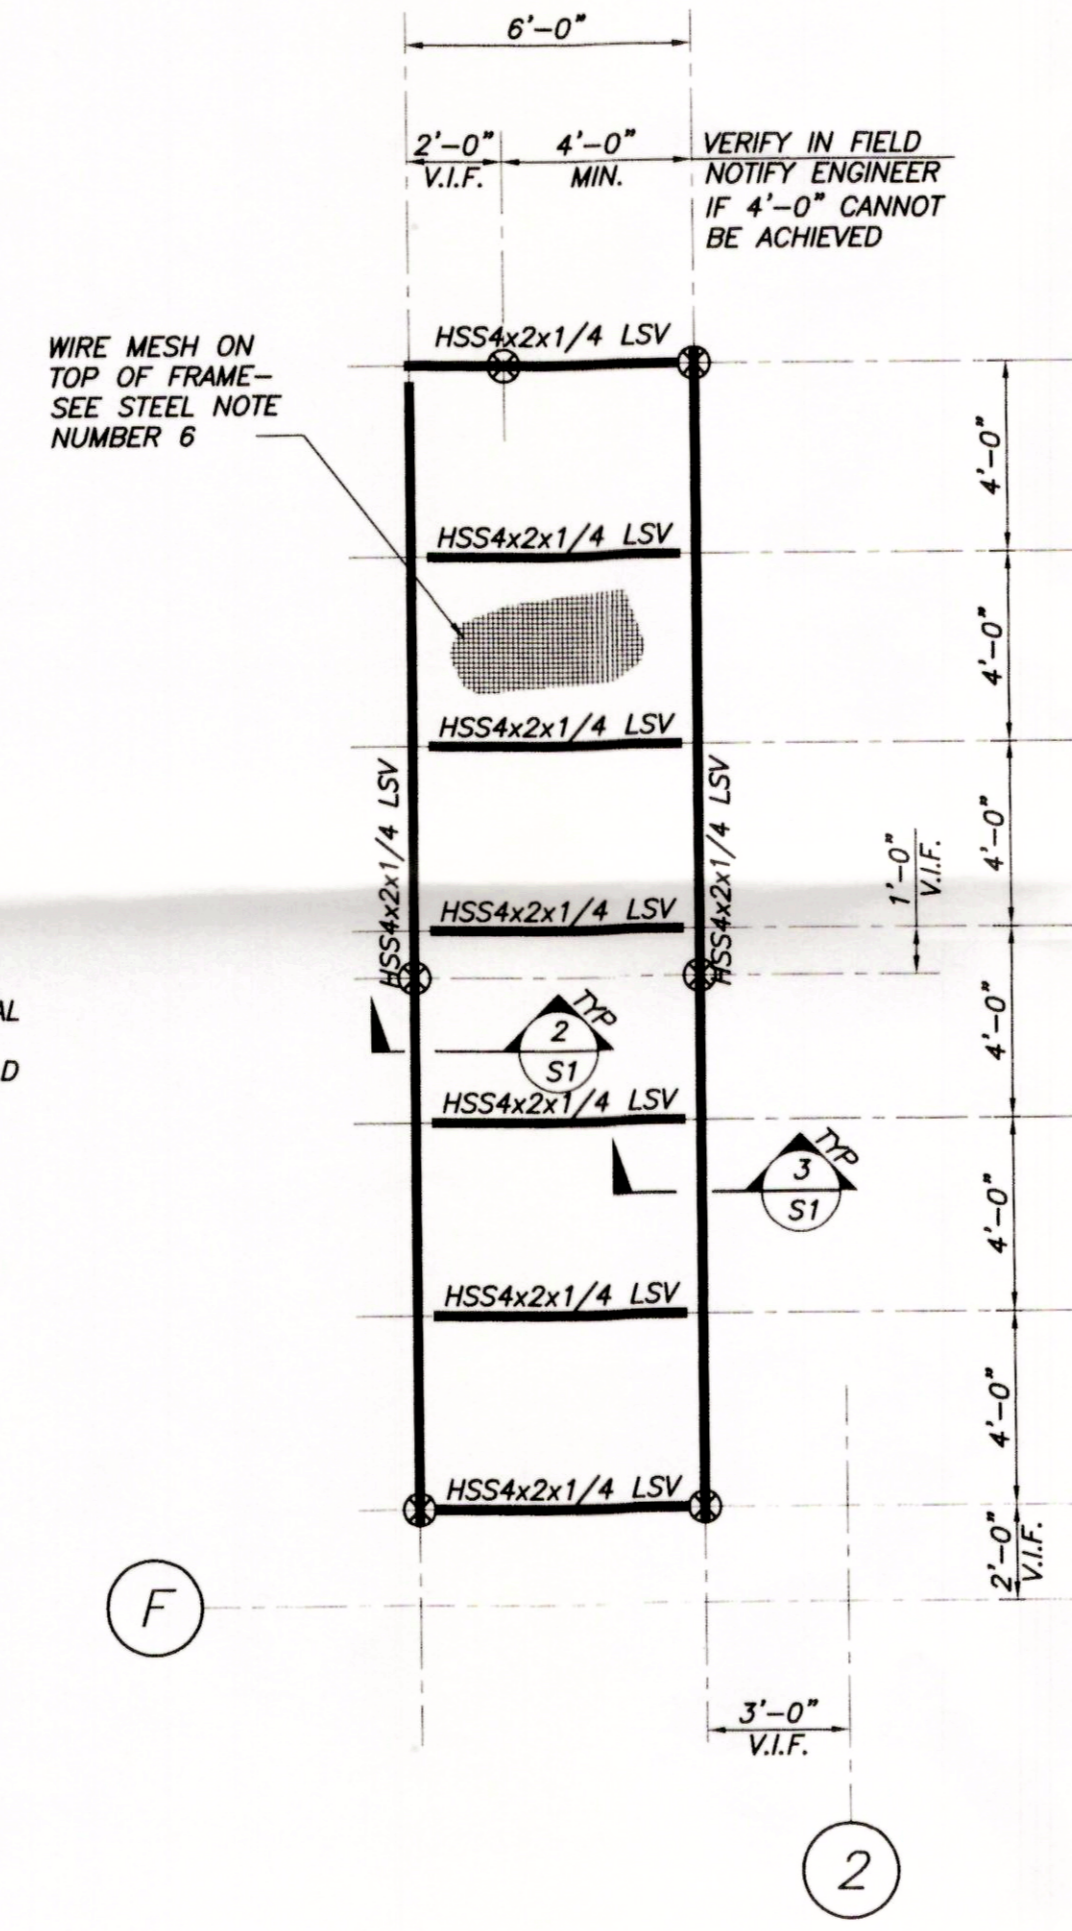 6'-0"
2'-0"
V.I.F.
4'-0"
MIN.
VERIFY IN FIELD
NOTIFY ENGINEER
IF 4'-0" CANNOT
BE ACHIEVED
WIRE MESH ON
TOP OF FRAME-
SEE STEEL NOTE
NUMBER 6
HSS4x2x1/4 LSV
4'-0"
HSS4x2x1/4 LSV
4'-0"
HSS4x2x1/4 LSV
HSS4x2x1/4 LSV
HSS4x2x1/4 LSV
4'-0"
1'-0"
V.I.F.
HSS4x2x1/4 LSV
AL
D
2
S1
TYP
4'-0"
HSS4x2x1/4 LSV
3
S1
TYP
4'-0"
HSS4x2x1/4 LSV
4'-0"
HSS4x2x1/4 LSV
2'-0"
V.I.F.
F
3'-0"
V.I.F.
2